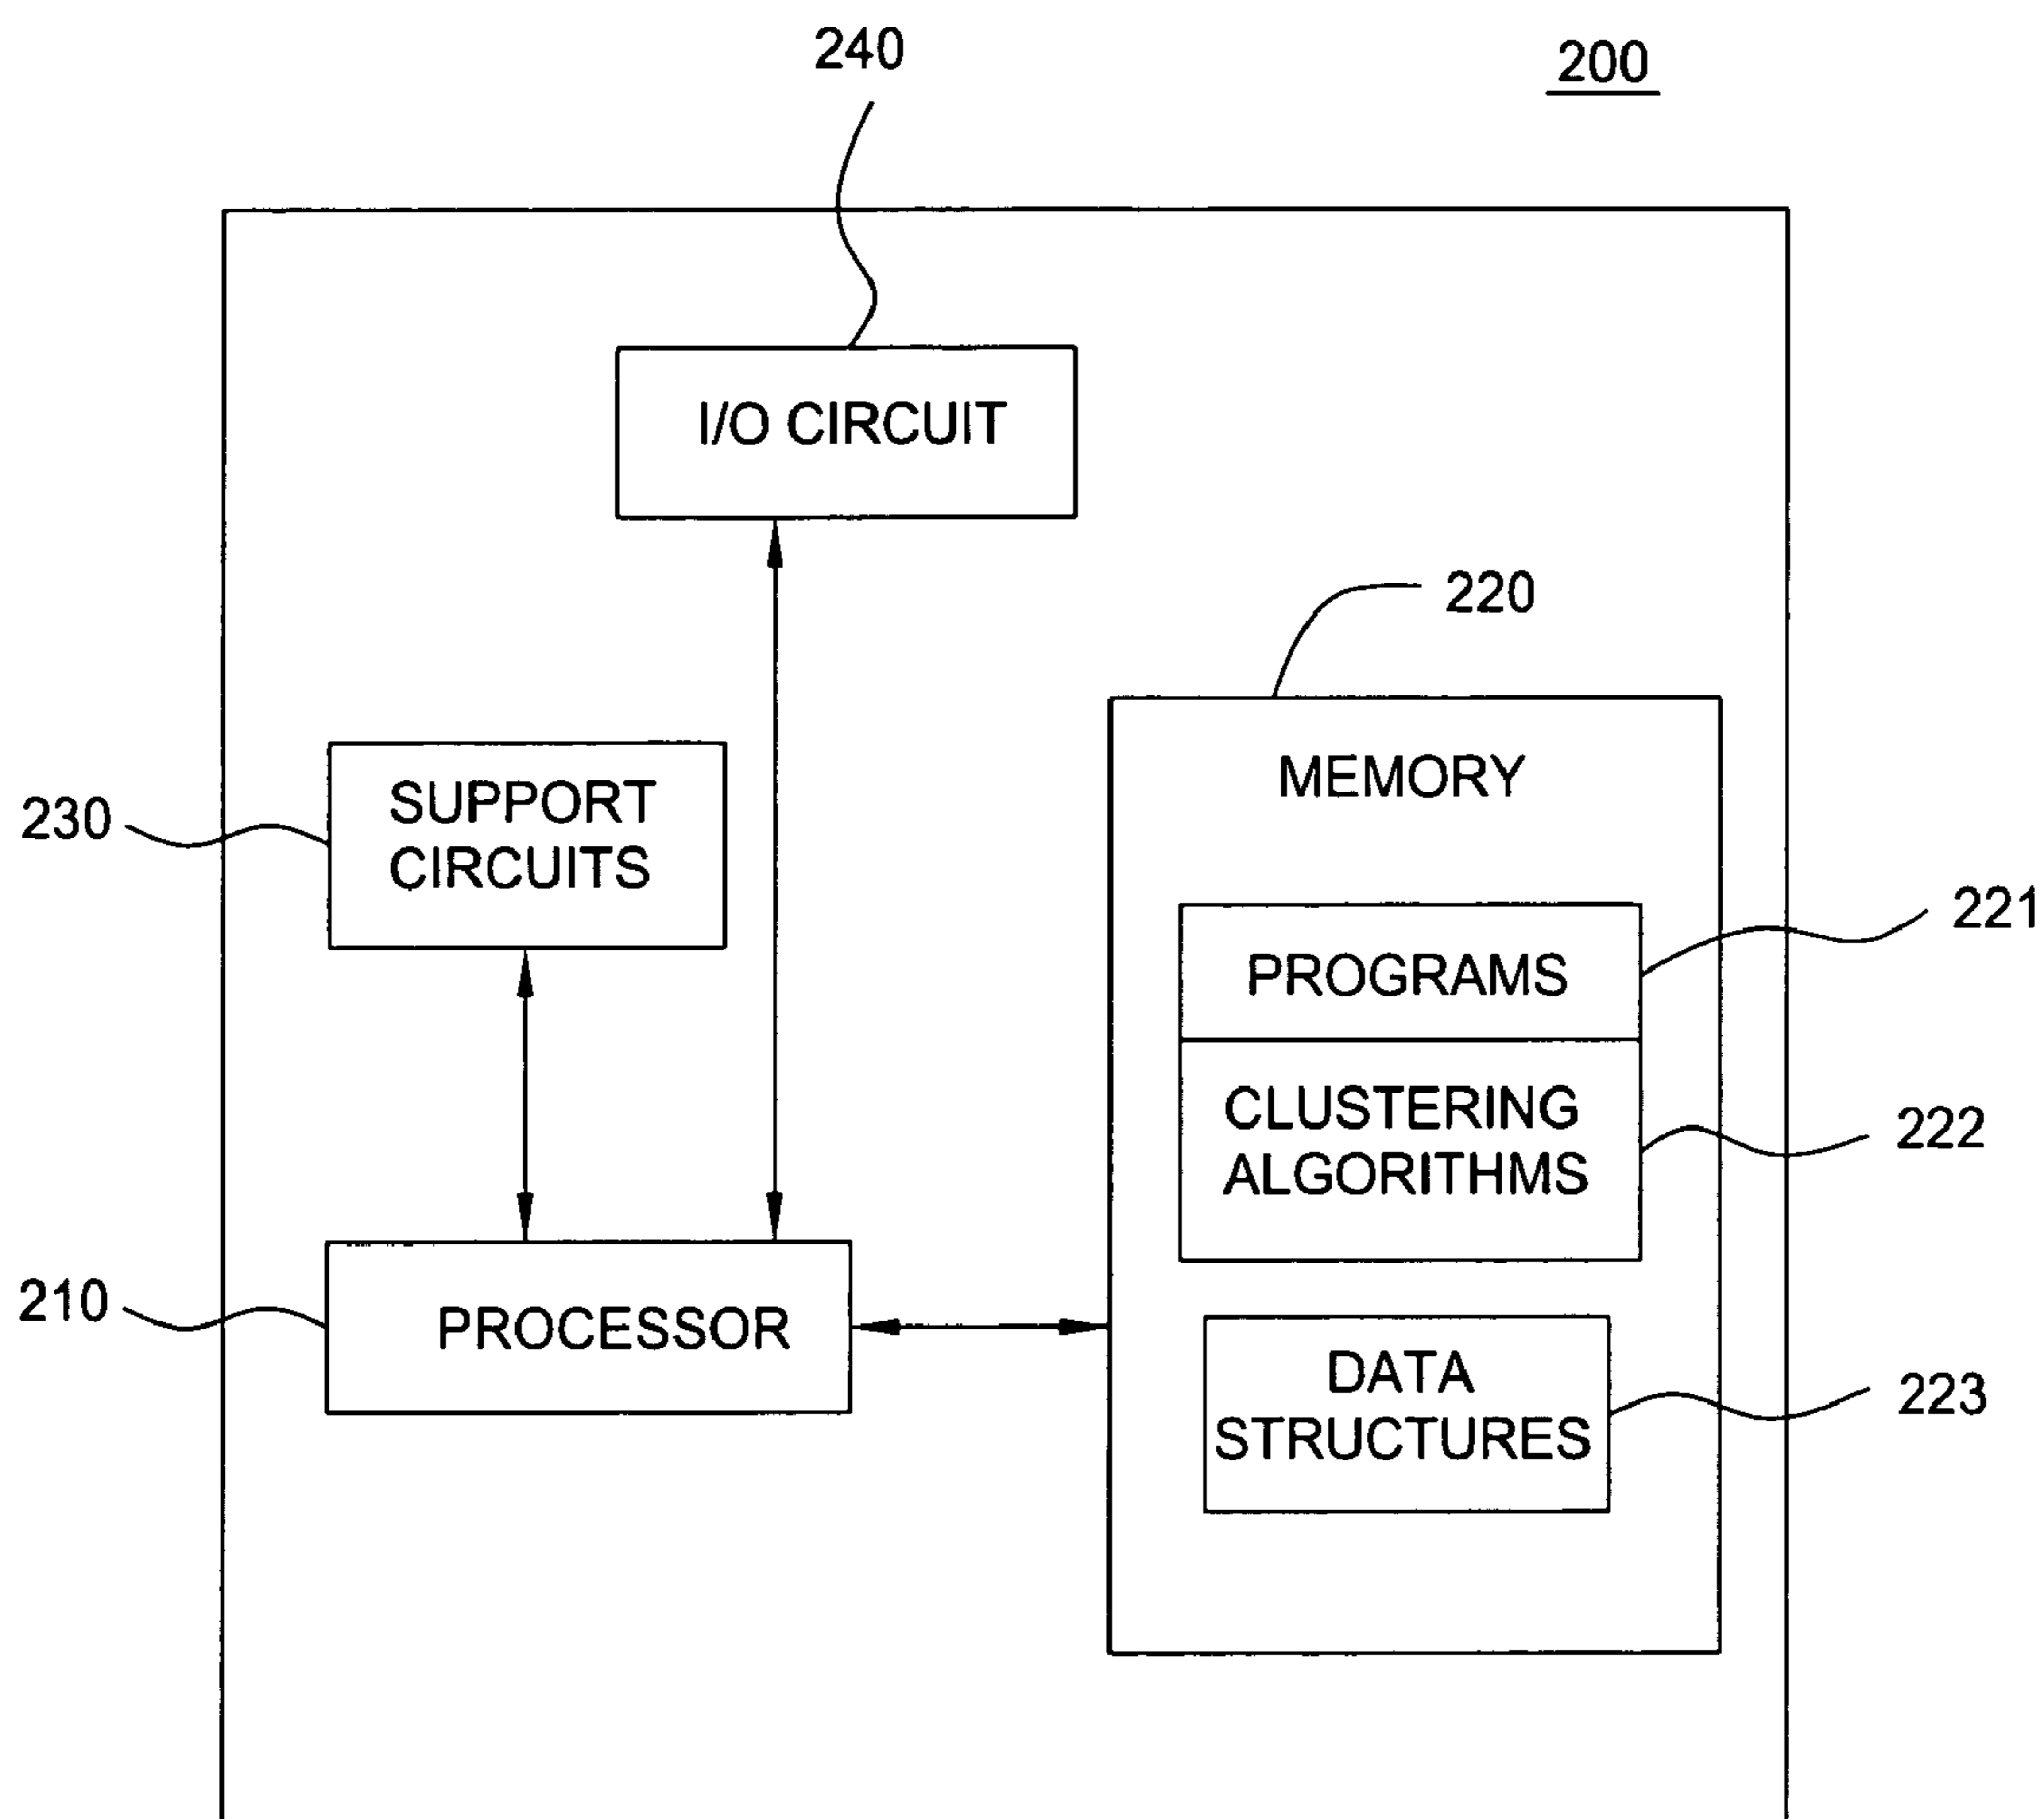 240
200
I/O CIRCUIT
220
MEMORY
230
SUPPORT
CIRCUITS
221
PROGRAMS
222
CLUSTERING
ALGORITHMS
210
PROCESSOR
DATA
STRUCTURES
223